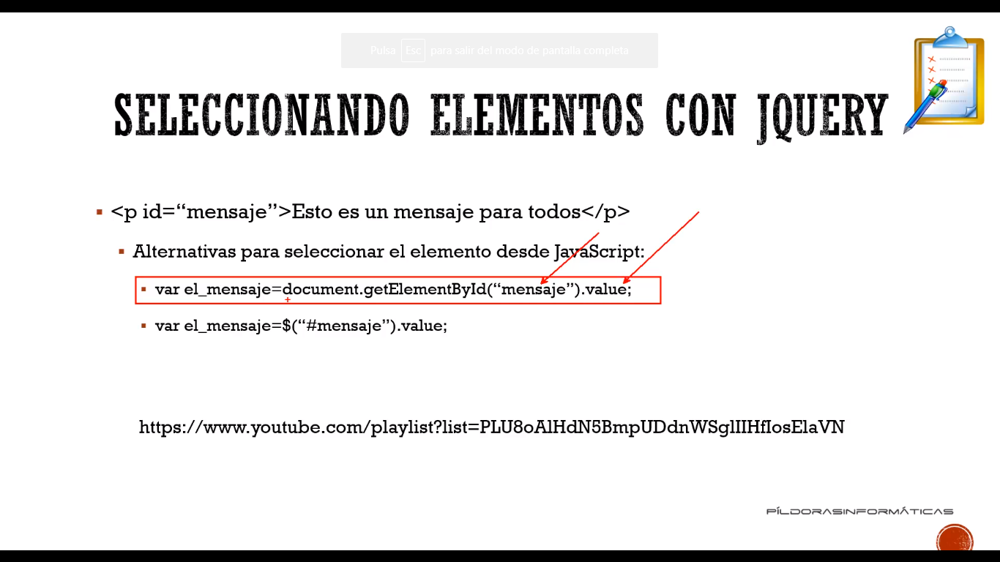 Pulsa Esc para salir del modo de pantalla completa
SELECCIONANDO ELEMENTOS CON JQUERY
<p id=“mensaje”>Esto es un mensaje para todos</p>
Alternativas para seleccionar el elemento desde JavaScript:
var el_mensaje=document.getElementById(“mensaje”).value;
var el_mensaje=$(“#mensaje”).value;
https://www.youtube.com/playlist?list=PLU8oAlHdN5BmpUDdnWSglIIHfIosElaVN
PÍLDORASINFORMÁTICAS